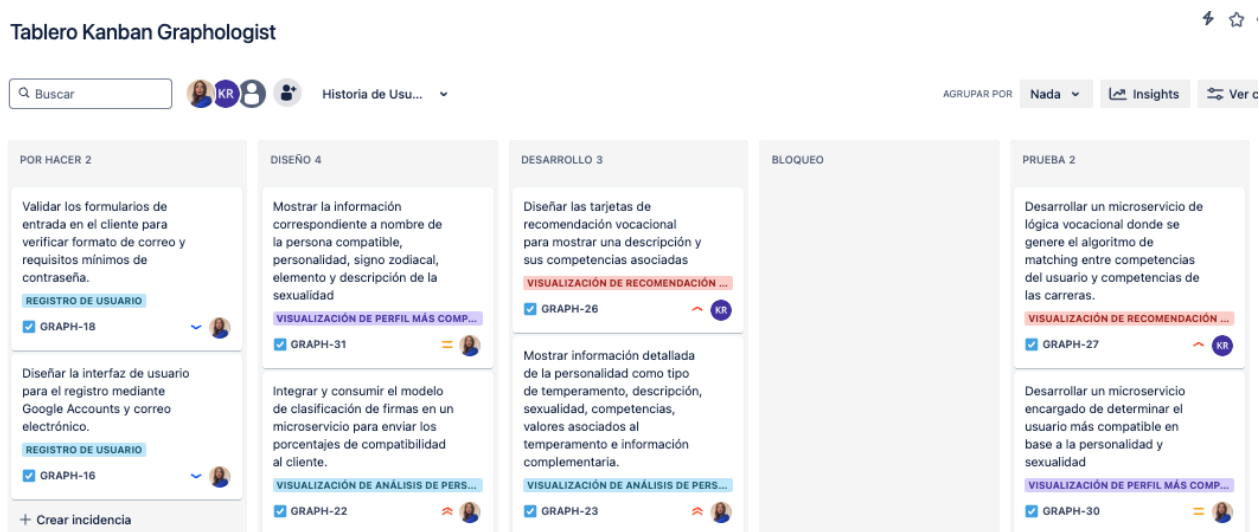 Tablero Kanban Graphologist
Buscar
KR
Historia de Usu...
AGRUPAR POR
Nada
Insights
Ver c
POR HACER 2
Validar los formularios de
entrada en el cliente para
verificar formato de correo y
requisitos mínimos de
contraseña.
REGISTRO DE USUARIO
GRAPH-18
Diseñar la interfaz de usuario
para el registro mediante
Google Accounts y correo
electrónico.
REGISTRO DE USUARIO
GRAPH-16
+ Crear incidencia
DISEÑO 4
Mostrar la información
correspondiente a nombre de
la persona compatible,
personalidad, signo zodiacal,
elemento y descripción de la
sexualidad
VISUALIZACIÓN DE PERFIL MÁS COMP...
GRAPH-31
Integrar y consumir el modelo
de clasificación de firmas en un
microservicio para enviar los
porcentajes de compatibilidad
al cliente.
VISUALIZACIÓN DE ANÁLISIS DE PERS...
GRAPH-22
DESARROLLO 3
Diseñar las tarjetas de
recomendación vocacional
para mostrar una descripción y
sus competencias asociadas
VISUALIZACIÓN DE RECOMENDACIÓN ...
GRAPH-26
KR
Mostrar información detallada
de la personalidad como tipo
de temperamento, descripción,
sexualidad, competencias,
valores asociados al
temperamento e información
complementaria.
VISUALIZACIÓN DE ANÁLISIS DE PERS...
GRAPH-23
BLOQUEO
PRUEBA 2
Desarrollar un microservicio de
lógica vocacional donde se
genere el algoritmo de
matching entre competencias
del usuario y competencias de
las carreras.
VISUALIZACIÓN DE RECOMENDACIÓN ...
GRAPH-27
KR
Desarrollar un microservicio
encargado de determinar el
usuario más compatible en
base a la personalidad y
sexualidad
VISUALIZACIÓN DE PERFIL MÁS COMP...
GRAPH-30